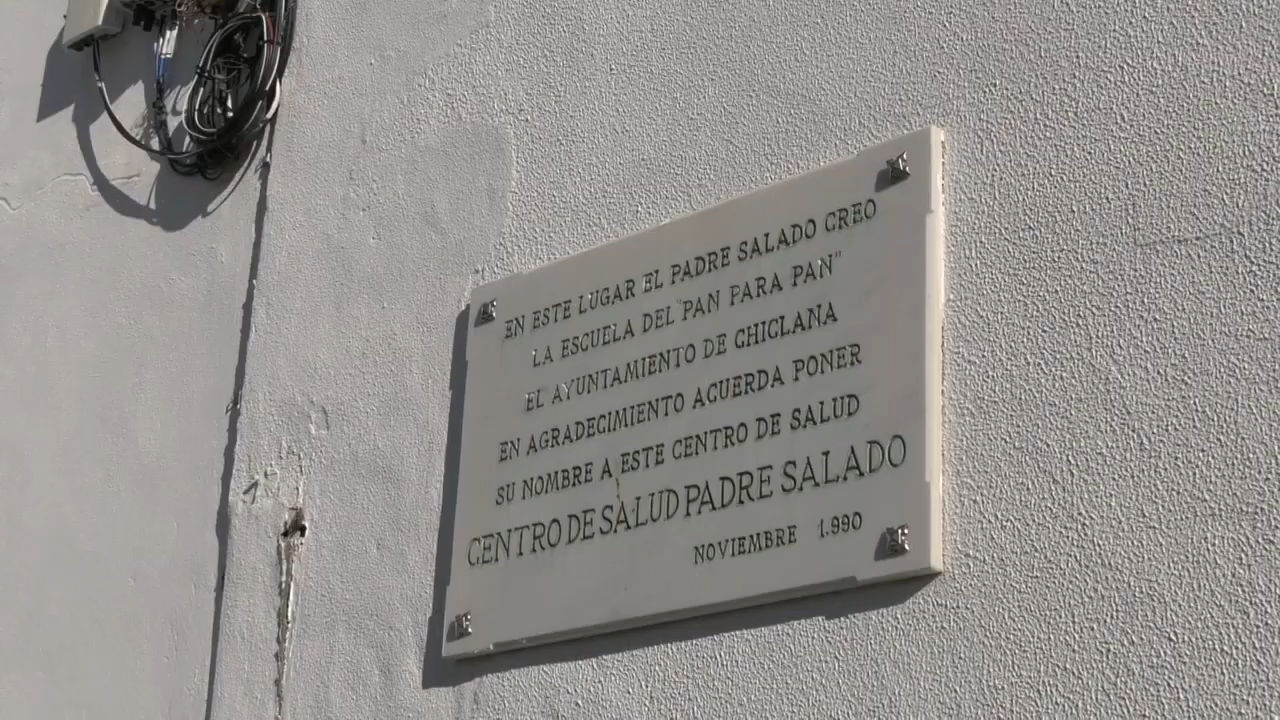 EN ESTE LUGAR EL PADRE SALADO CREO
LA ESCUELA DEL "PAN PARA PAN"
EL AYUNTAMIENTO DE CHICLANA
EN AGRADECIMIENTO ACUERDA PONER
SU NOMBRE A ESTE CENTRO DE SALUD
CENTRO DE SALUD PADRE SALADO
NOVIEMBRE 1.990